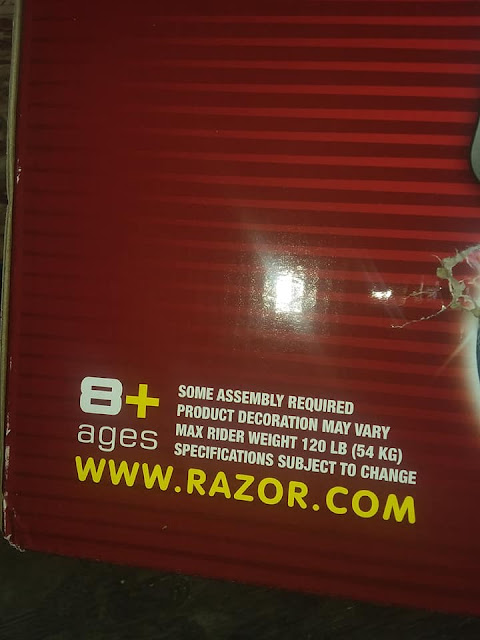 8+
ages
SOME ASSEMBLY REQUIRED
PRODUCT DECORATION MAY VARY
MAX RIDER WEIGHT 120 LB (54 KG)
SPECIFICATIONS SUBJECT TO CHANGE
WWW.RAZOR.COM